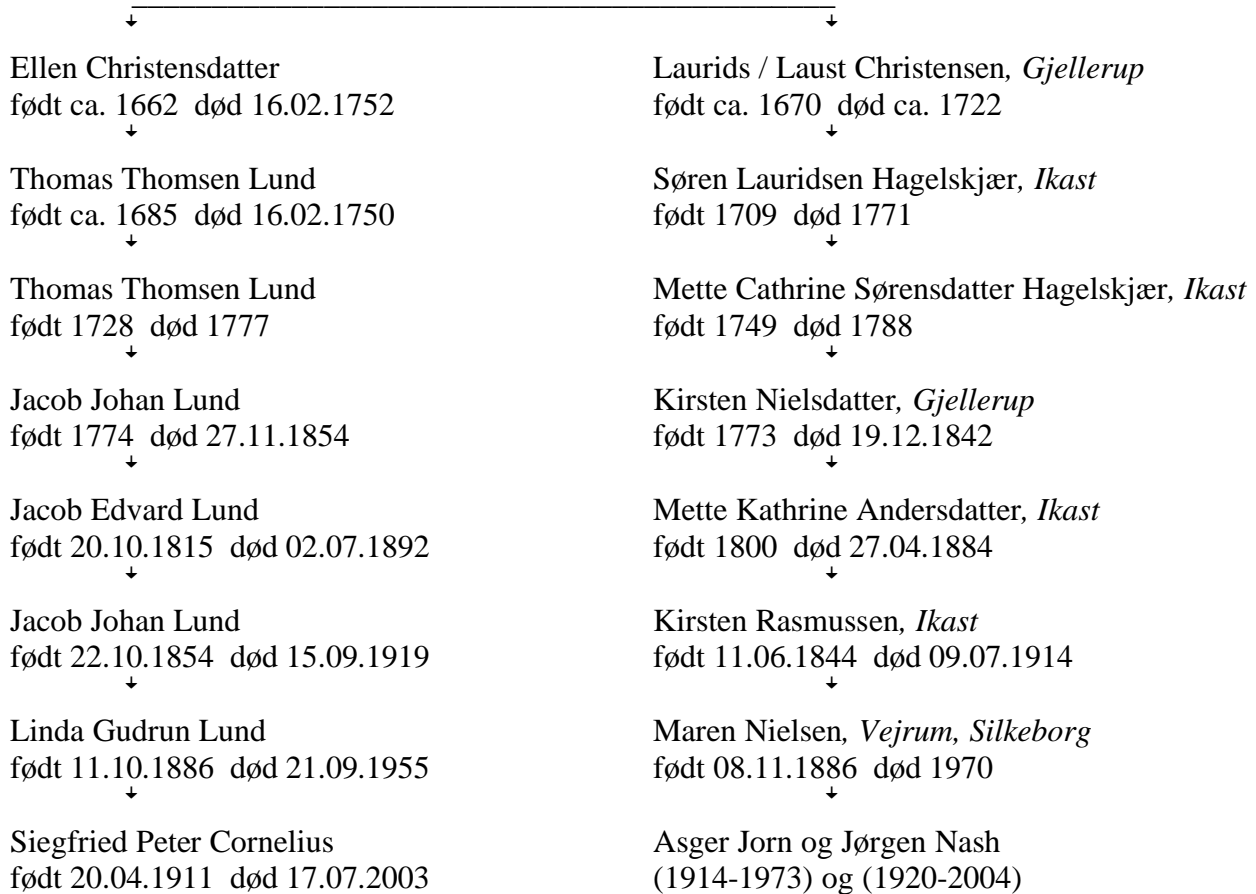 Ellen Christensdatter
født ca. 1662 død 16.02.1752
Thomas Thomsen Lund
født ca. 1685 død 16.02.1750
Thomas Thomsen Lund
født 1728 død 1777
Jacob Johan Lund
født 1774 død 27.11.1854
Jacob Edvard Lund
født 20.10.1815 død 02.07.1892
Jacob Johan Lund
født 22.10.1854 død 15.09.1919
Linda Gudrun Lund
født 11.10.1886 død 21.09.1955
Siegfried Peter Cornelius
født 20.04.1911 død 17.07.2003
Laurids / Laust Christensen, Gjellerup
født ca. 1670 død ca. 1722
Søren Lauridsen Hagelskjær, Ikast
født 1709 død 1771
Mette Cathrine Sørensdatter Hagelskjær, Ikast
født 1749 død 1788
Kirsten Nielsdatter, Gjellerup
født 1773 død 19.12.1842
Mette Kathrine Andersdatter, Ikast
født 1800 død 27.04.1884
Kirsten Rasmussen, Ikast
født 11.06.1844 død 09.07.1914
Maren Nielsen, Vejrum, Silkeborg
født 08.11.1886 død 1970
Asger Jorn og Jørgen Nash
(1914-1973) og (1920-2004)